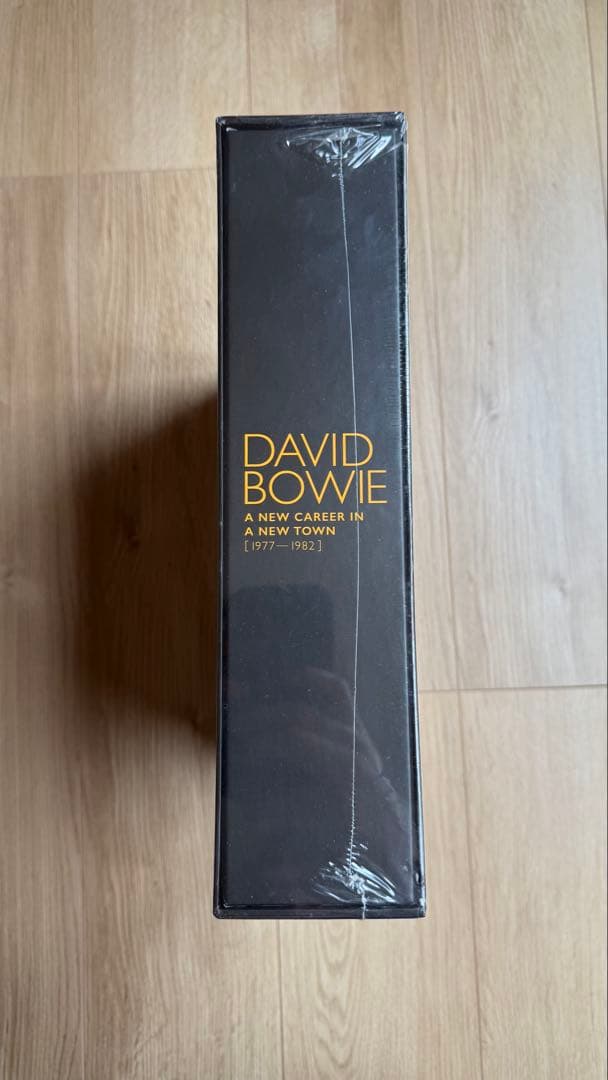 DAVID
BOWIE
A NEW CAREER IN
A NEW TOWN
[ 1977—1982 ]